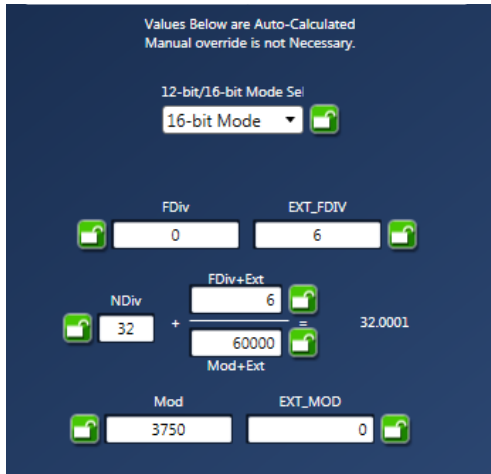 Values Below are Auto-Calculated
Manual override is not Necessary.
12-bit/16-bit Mode Sel
16-bit Mode
FDiv EXT_FDIV
0 6
FDiv+Ext
6
NDiv
32 + = 32.0001
60000
Mod+Ext
Mod EXT_MOD
3750 0